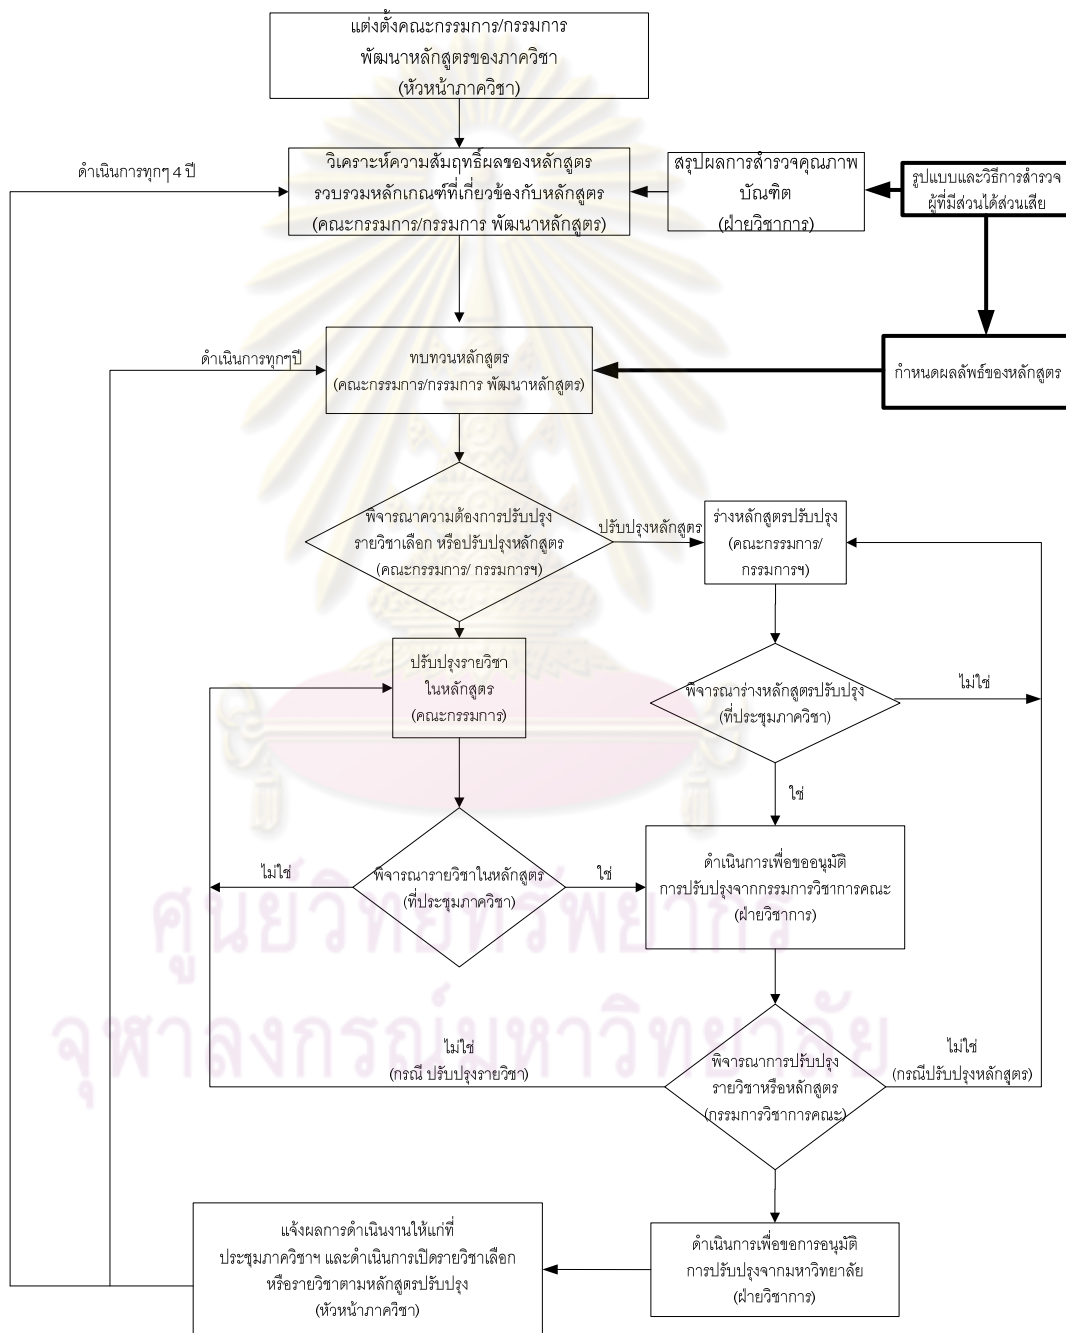 แต่งตั้งคณะกรรมการ/กรรมการ
พัฒนาหลักสูตรของภาควิชา
(หัวหน้าภาควิชา)
ดำเนินการทุกๆ 4 ปี
วิเคราะห์ความสัมฤทธิ์ผลของหลักสูตร
รวบรวมหลักเกณฑ์ที่เกี่ยวข้องกับหลักสูตร
(คณะกรรมการ/กรรมการ พัฒนาหลักสูตร)
สรุปผลการสำรวจคุณภาพ
บัณฑิต
(ฝ่ายวิชาการ)
รูปแบบและวิธีการสำรวจ
ผู้ที่มีส่วนได้ส่วนเสีย
ดำเนินการทุกๆปี
ทบทวนหลักสูตร
(คณะกรรมการ/กรรมการ พัฒนาหลักสูตร)
กำหนดผลลัพธ์ของหลักสูตร
พิจารณาความต้องการปรับปรุง
รายวิชาเลือก หรือปรับปรุงหลักสูตร
(คณะกรรมการ/ กรรมการฯ)
ปรับปรุงหลักสูตร
ร่างหลักสูตรปรับปรุง
(คณะกรรมการ/
กรรมการฯ)
ปรับปรุงรายวิชา
ในหลักสูตร
(คณะกรรมการ)
พิจารณาร่างหลักสูตรปรับปรุง
(ที่ประชุมภาควิชา)
ไม่ใช่
ใช่
ไม่ใช่
พิจารณารายวิชาในหลักสูตร
(ที่ประชุมภาควิชา)
ใช่
ดำเนินการเพื่อขออนุมัติ
การปรับปรุงจากกรรมการวิชาการคณะ
(ฝ่ายวิชาการ)
ศูนย์วิทยทรัพยากร
จุฬาลงกรณ์มหาวิทยาลัย
ไม่ใช่
(กรณี ปรับปรุงรายวิชา)
พิจารณาการปรับปรุง
รายวิชาหรือหลักสูตร
(กรรมการวิชาการคณะ)
ไม่ใช่
(กรณีปรับปรุงหลักสูตร)
แจ้งผลการดำเนินงานให้แก่ที่
ประชุมภาควิชาฯ และดำเนินการเปิดรายวิชาเลือก
หรือรายวิชาตามหลักสูตรปรับปรุง
(หัวหน้าภาควิชา)
ดำเนินการเพื่อขอการอนุมัติ
การปรับปรุงจากมหาวิทยาลัย
(ฝ่ายวิชาการ)